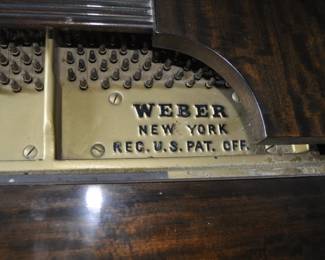 WEBER
NEW YORK
REG. U.S. PAT. OFF.